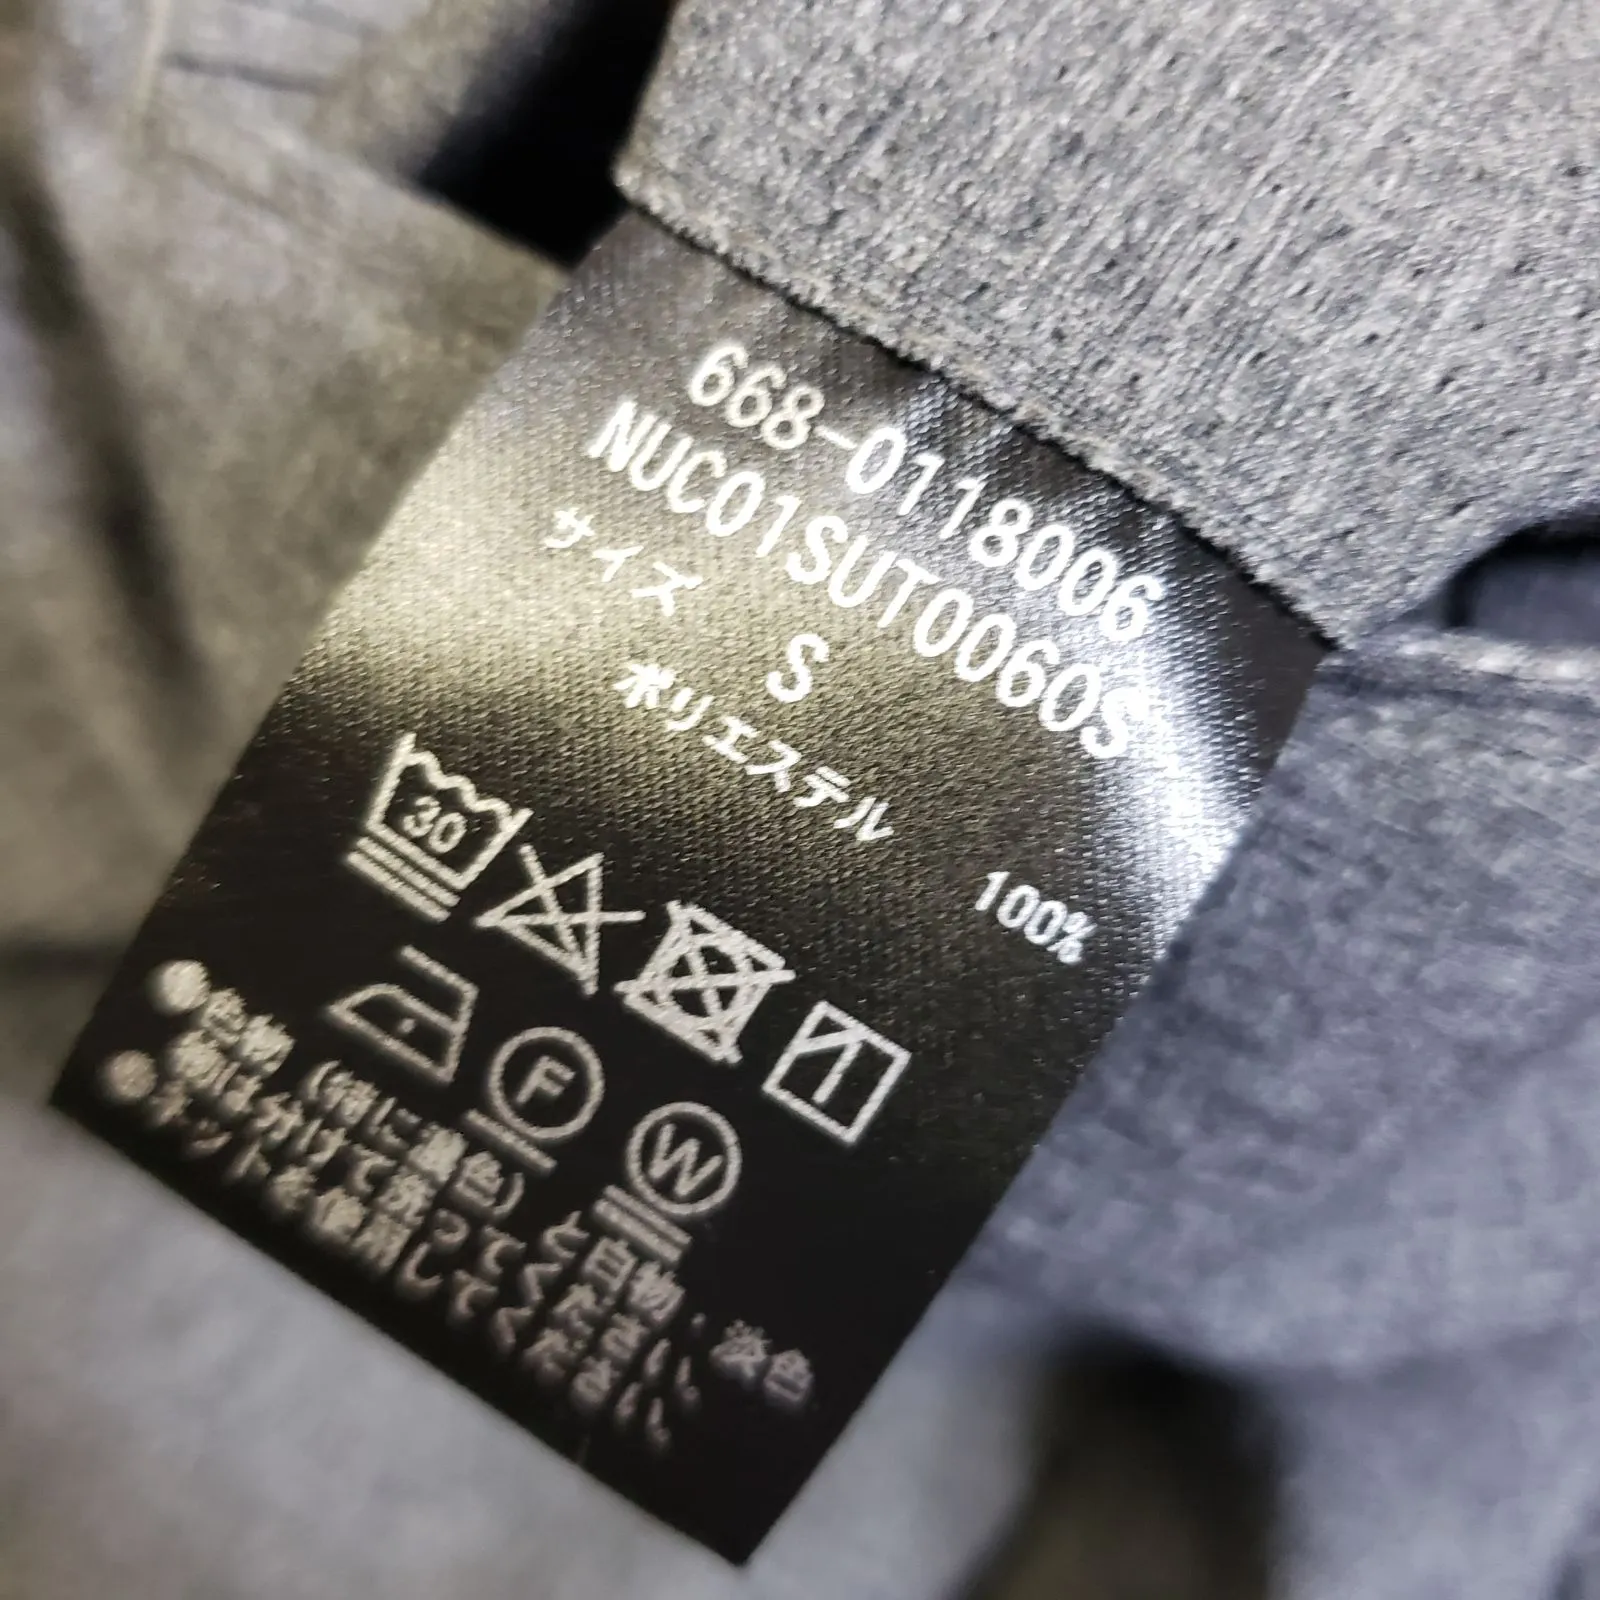 668-0118006
NUC01SUT0060S
サイズ S
ポリエステル 100%
30
F
W
●色物(特に濃色)と白物・淡色
物は分けて洗ってください。
●ネットを使用してください。